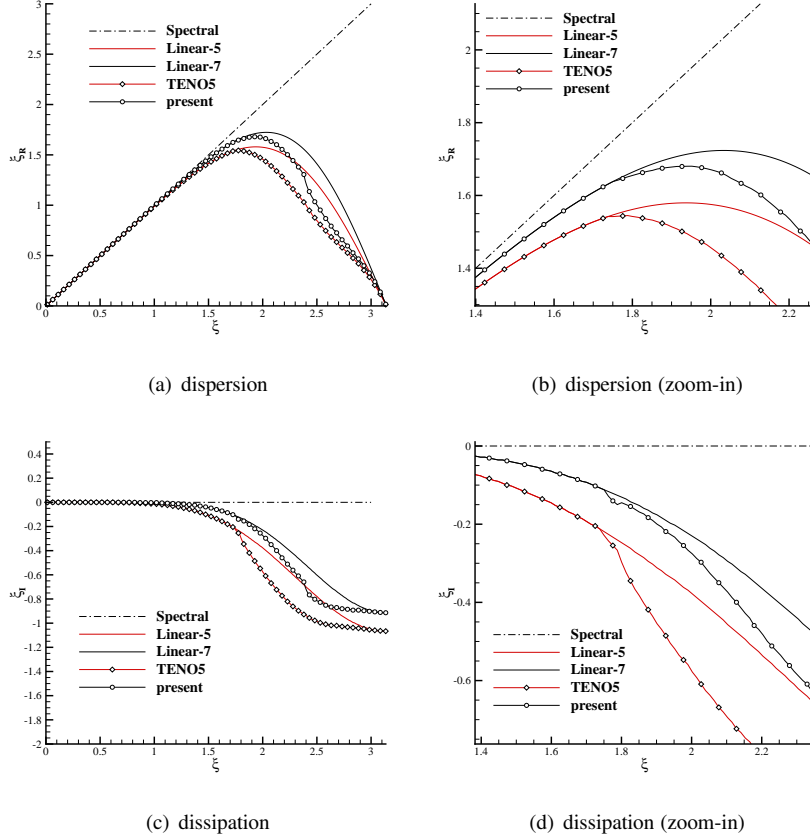 3
2.5
2
1.5
1
0.5
0
ξR
Spectral
Linear-5
Linear-7
TENO5
present
0 0.5 1 1.5 2 2.5 3
ξ
(a) dispersion
2
1.8
1.6
1.4
ξR
Spectral
Linear-5
Linear-7
TENO5
present
1.4 1.6 1.8 2 2.2
ξ
(b) dispersion (zoom-in)
0.4
0.2
0
-0.2
-0.4
-0.6
-0.8
-1
-1.2
-1.4
-1.6
-1.8
-2
ξI
Spectral
Linear-5
Linear-7
TENO5
present
0 0.5 1 1.5 2 2.5 3
ξ
(c) dissipation
0
-0.2
-0.4
-0.6
ξI
Spectral
Linear-5
Linear-7
TENO5
present
1.4 1.6 1.8 2 2.2
ξ
(d) dissipation (zoom-in)